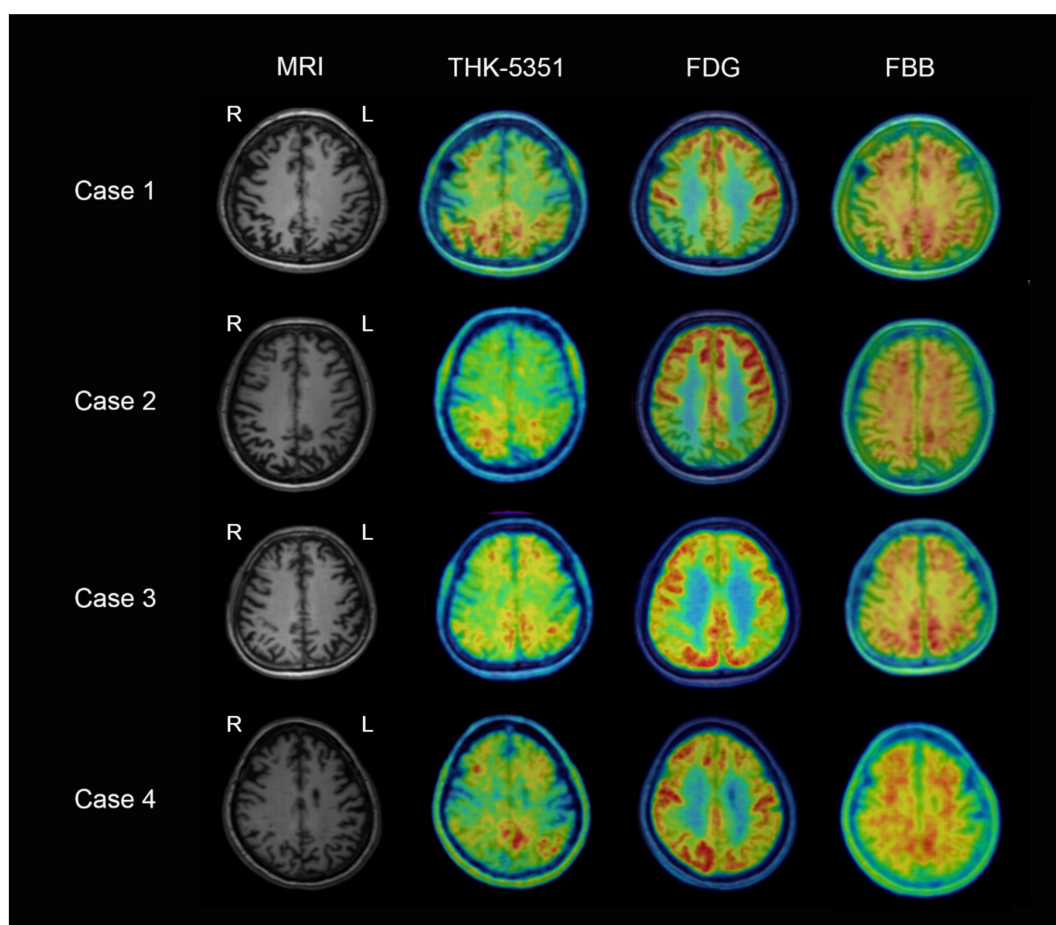 MRI THK-5351 FDG FBB
R L
Case 1
R L
Case 2
R L
Case 3
R L
Case 4